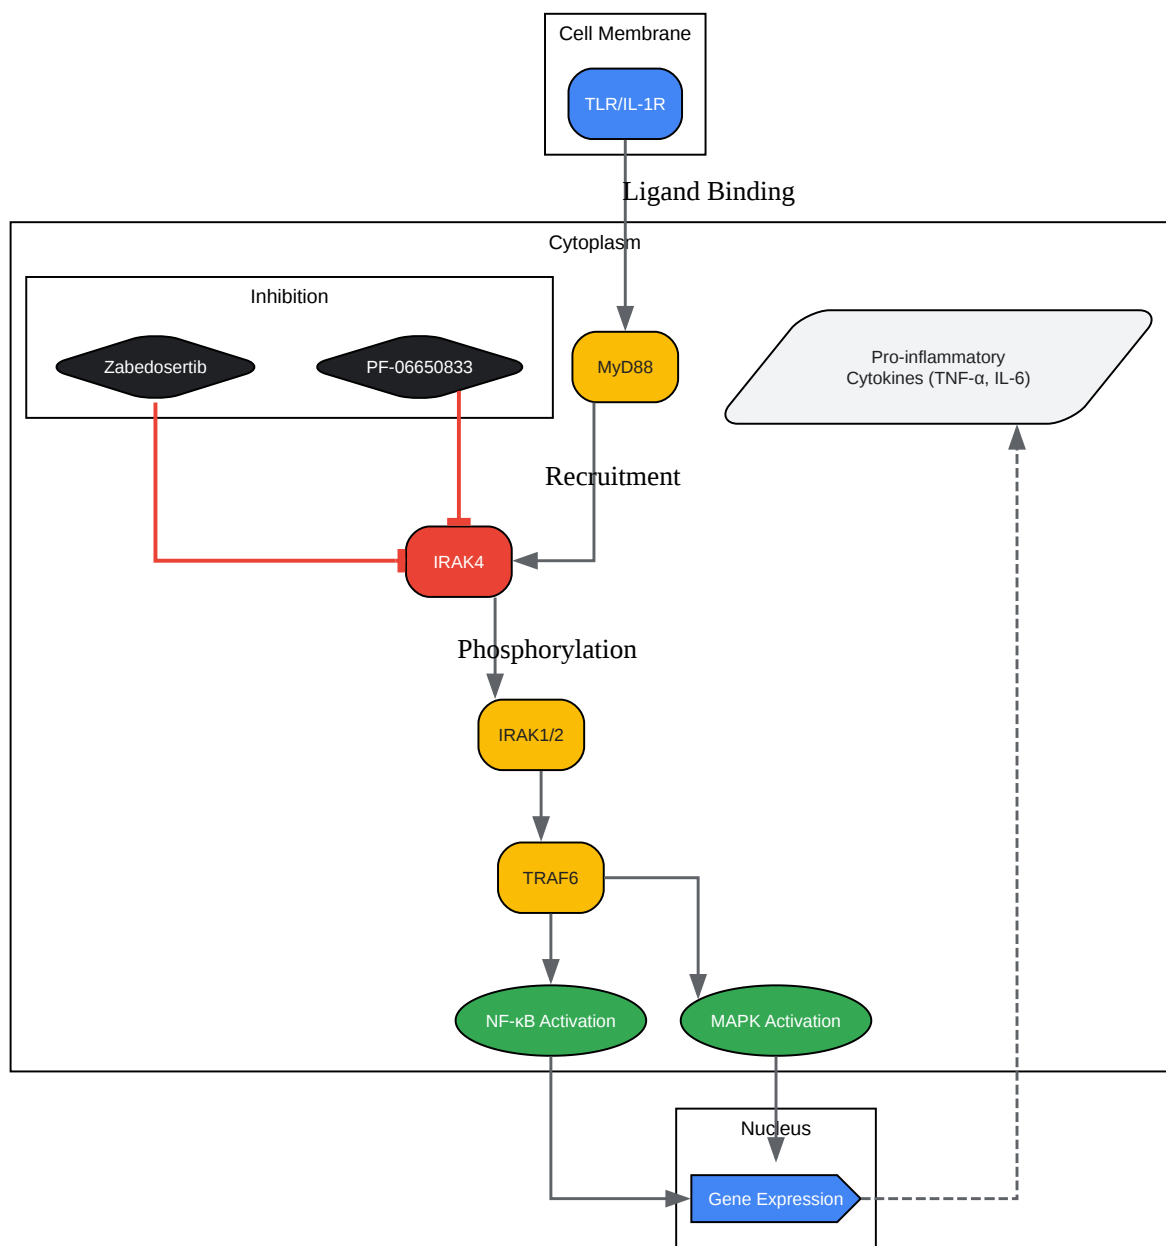 Cell Membrane
TLR/IL-1R
Ligand Binding
Cytoplasm
Inhibition
Zabedosertib
PF-06650833
MyD88
Pro-inflammatory
Cytokines (TNF-α, IL-6)
Recruitment
IRAK4
Phosphorylation
IRAK1/2
TRAF6
NF-κB Activation
MAPK Activation
Nucleus
Gene Expression